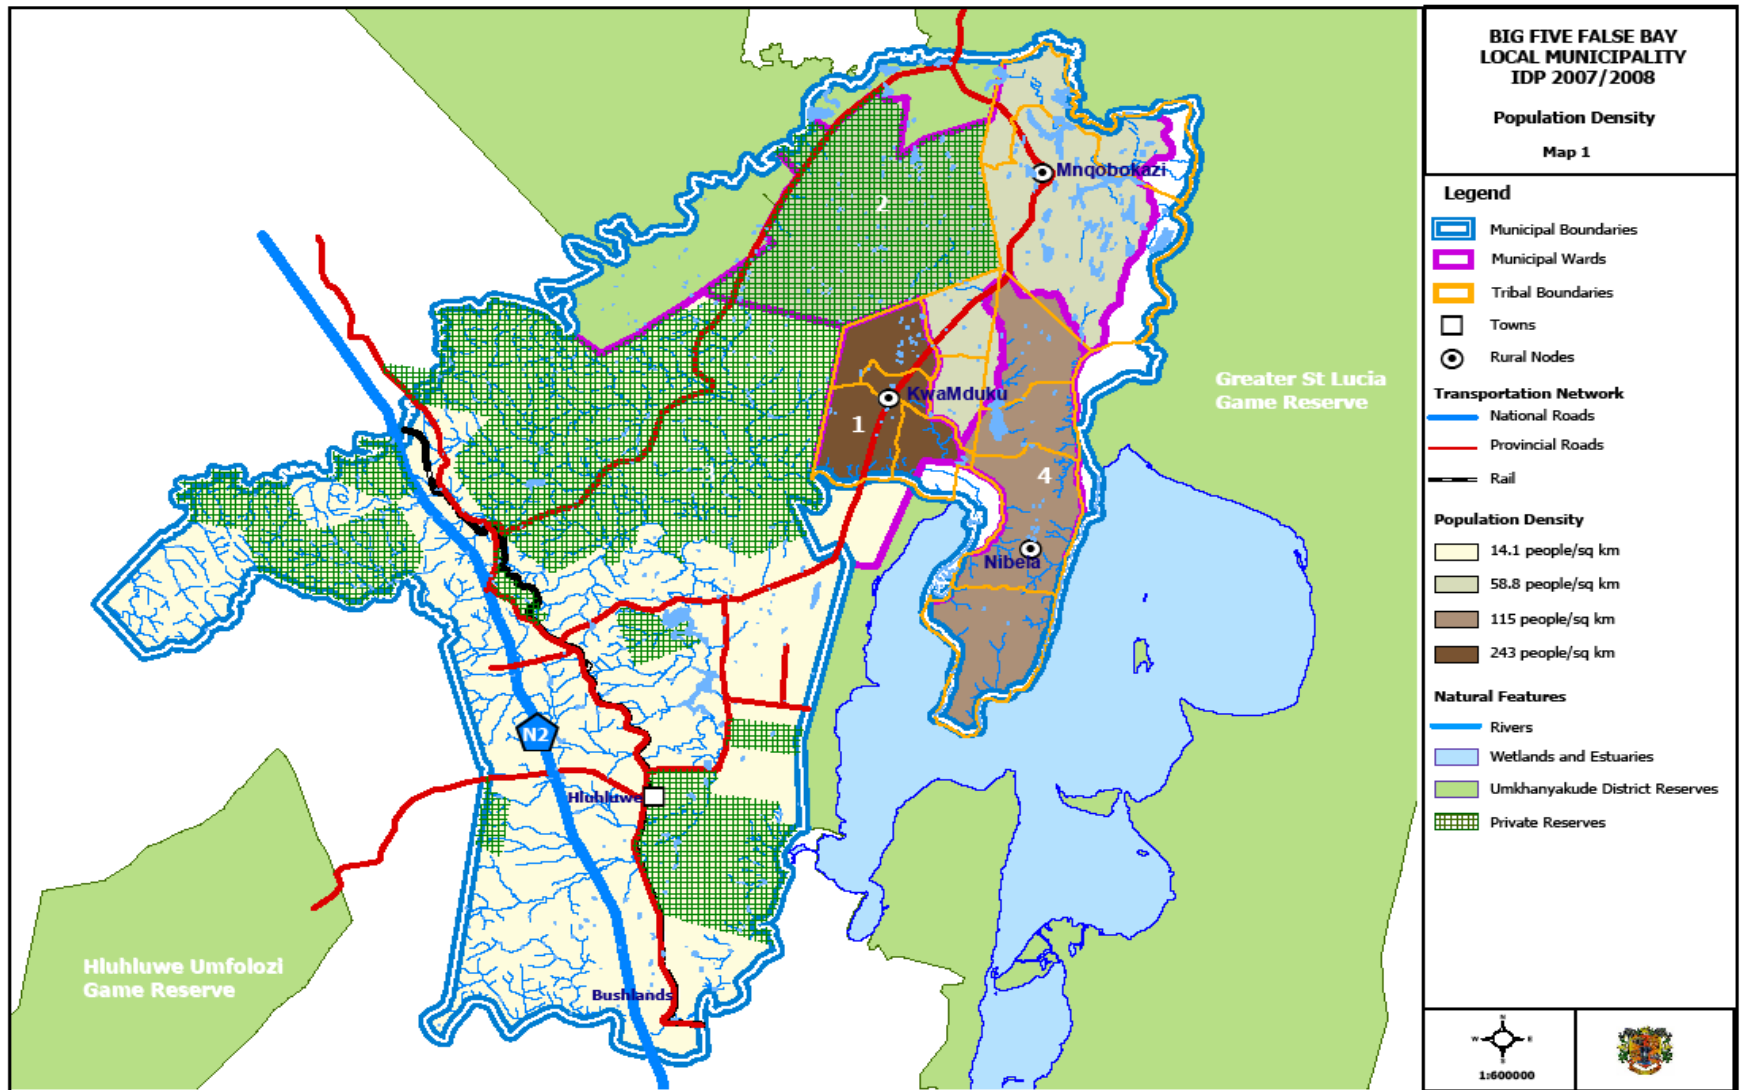 BIG FIVE FALSE BAY
LOCAL MUNICIPALITY
IDP 2007/2008
Population Density
Map 1
Legend
Municipal Boundaries
Municipal Wards
Tribal Boundaries
Towns
Rural Nodes
Transportation Network
National Roads
Provincial Roads
Rail
Population Density
14.1 people/sq km
58.8 people/sq km
115 people/sq km
243 people/sq km
Natural Features
Rivers
Wetlands and Estuaries
Umkhanyakude District Reserves
Private Reserves
N
W E
S
1:600000
Mnqobokazi
2
Greater St Lucia
Game Reserve
KwaMduku
1
3
4
Nibela
N2
Hluhluwe
Hluhluwe Umfolozi
Game Reserve
Bushlands